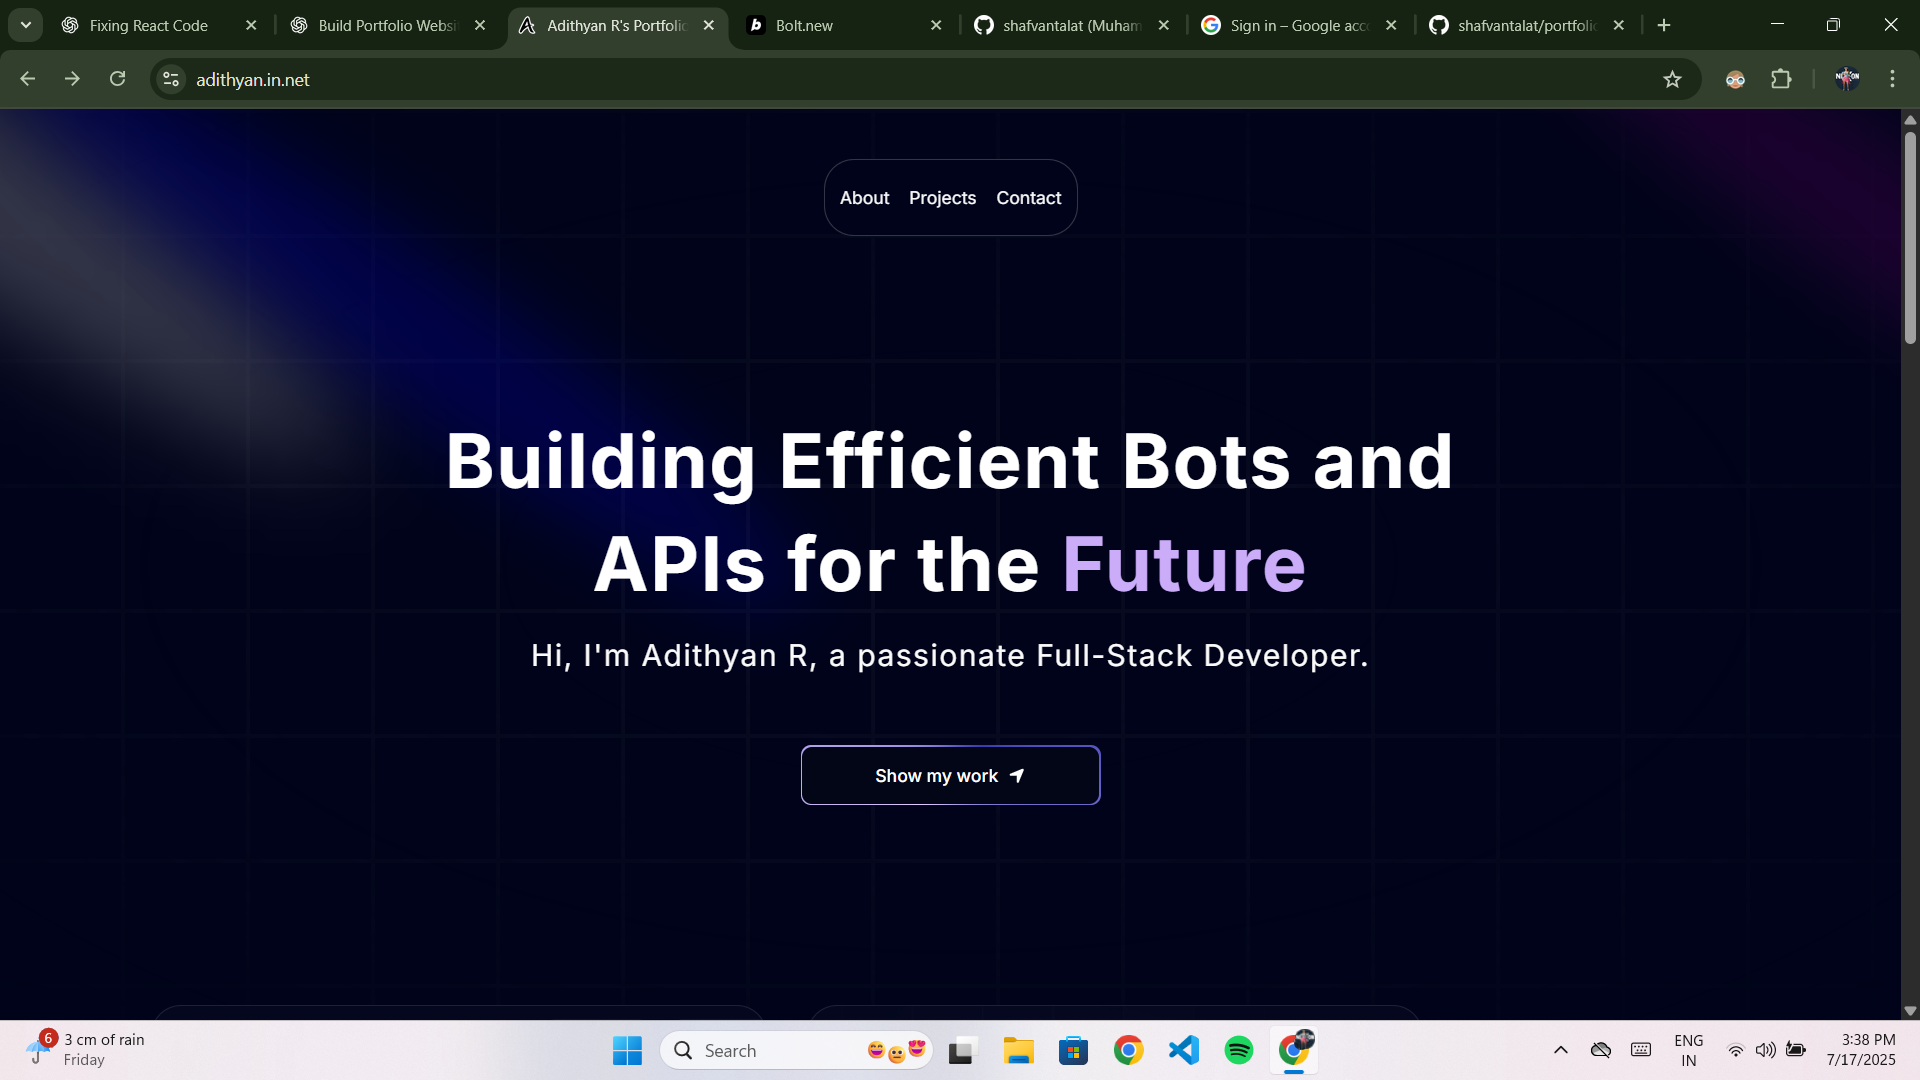 Fixing React Code
Build Portfolio Websi
Adithyan R's Portfolio
Bolt.new
shafvantalat (Muham
Sign in – Google acc
shafvantalat/portfoli
adithyan.in.net
About Projects Contact
Building Efficient Bots and
APIs for the Future
Hi, I'm Adithyan R, a passionate Full-Stack Developer.
Show my work
6
3 cm of rain
Friday
Search
ENG
IN
3:38 PM
7/17/2025